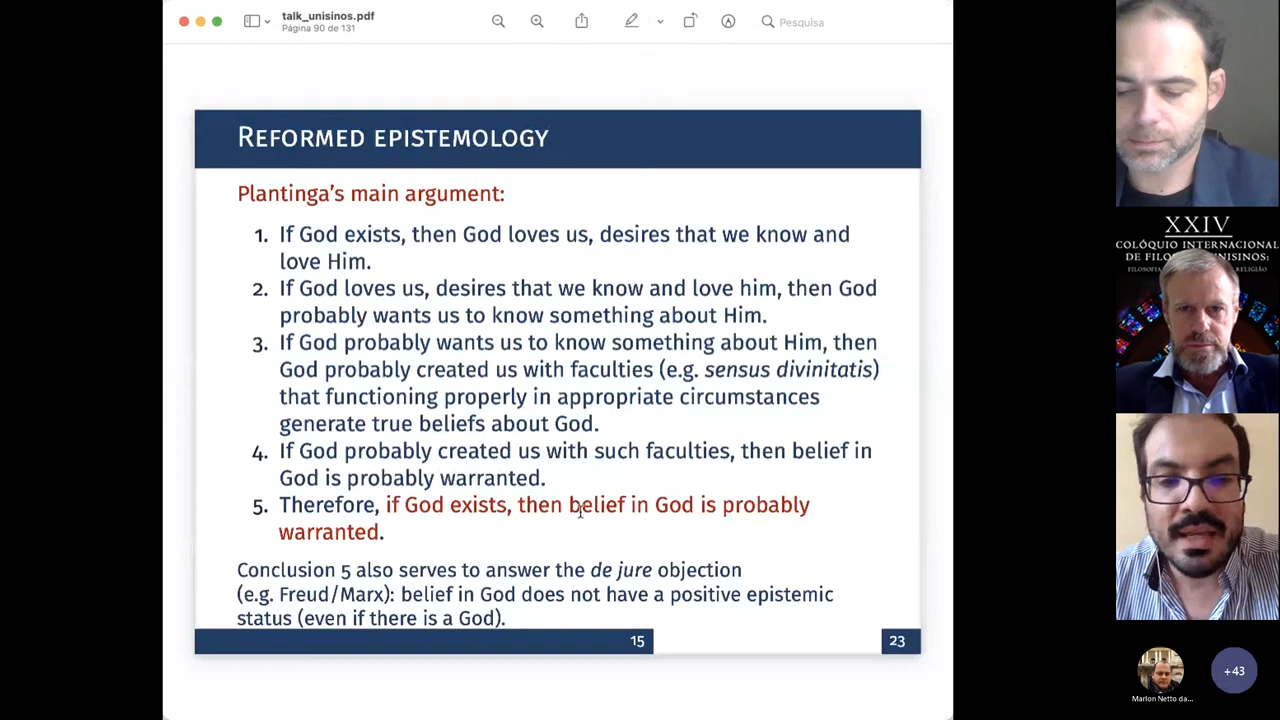 talk_unisinos.pdf
Página 90 de 131
Pesquisa
REFORMED EPISTEMOLOGY
Plantinga's main argument:
1. If God exists, then God loves us, desires that we know and
love Him.
2. If God loves us, desires that we know and love him, then God
probably wants us to know something about Him.
3. If God probably wants us to know something about Him, then
God probably created us with faculties (e.g. sensus divinitatis)
that functioning properly in appropriate circumstances
generate true beliefs about God.
4. If God probably created us with such faculties, then belief in
God is probably warranted.
5. Therefore, if God exists, then belief in God is probably
warranted.
Conclusion 5 also serves to answer the de jure objection
(e.g. Freud/Marx): belief in God does not have a positive epistemic
status (even if there is a God).
15
23
XXIV
COLÓQUIO INTERNACIONAL
DE FILOS UNISINOS:
FILOSOFIA RELIGIÃO
Marlon Netto da...
+43